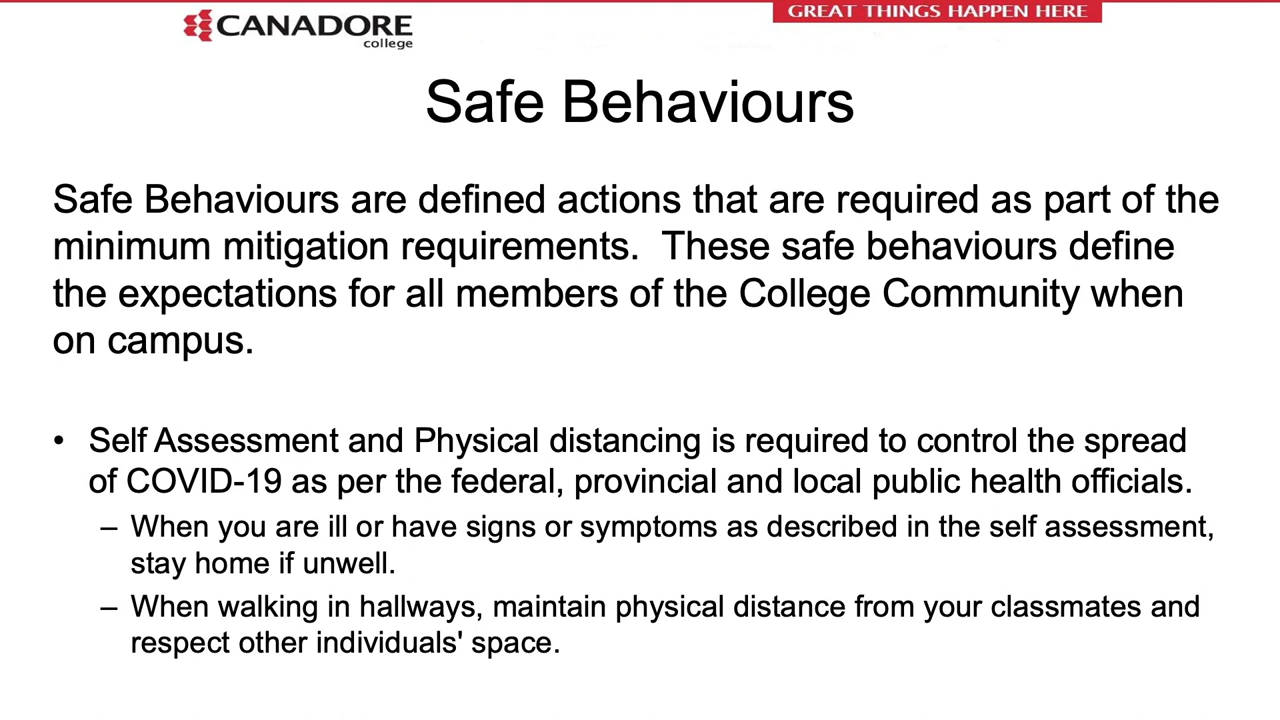 CANADORE
college
GREAT THINGS HAPPEN HERE
Safe Behaviours
Safe Behaviours are defined actions that are required as part of the
minimum mitigation requirements.  These safe behaviours define
the expectations for all members of the College Community when
on campus.
• Self Assessment and Physical distancing is required to control the spread
of COVID-19 as per the federal, provincial and local public health officials.
– When you are ill or have signs or symptoms as described in the self assessment,
stay home if unwell.
– When walking in hallways, maintain physical distance from your classmates and
respect other individuals' space.